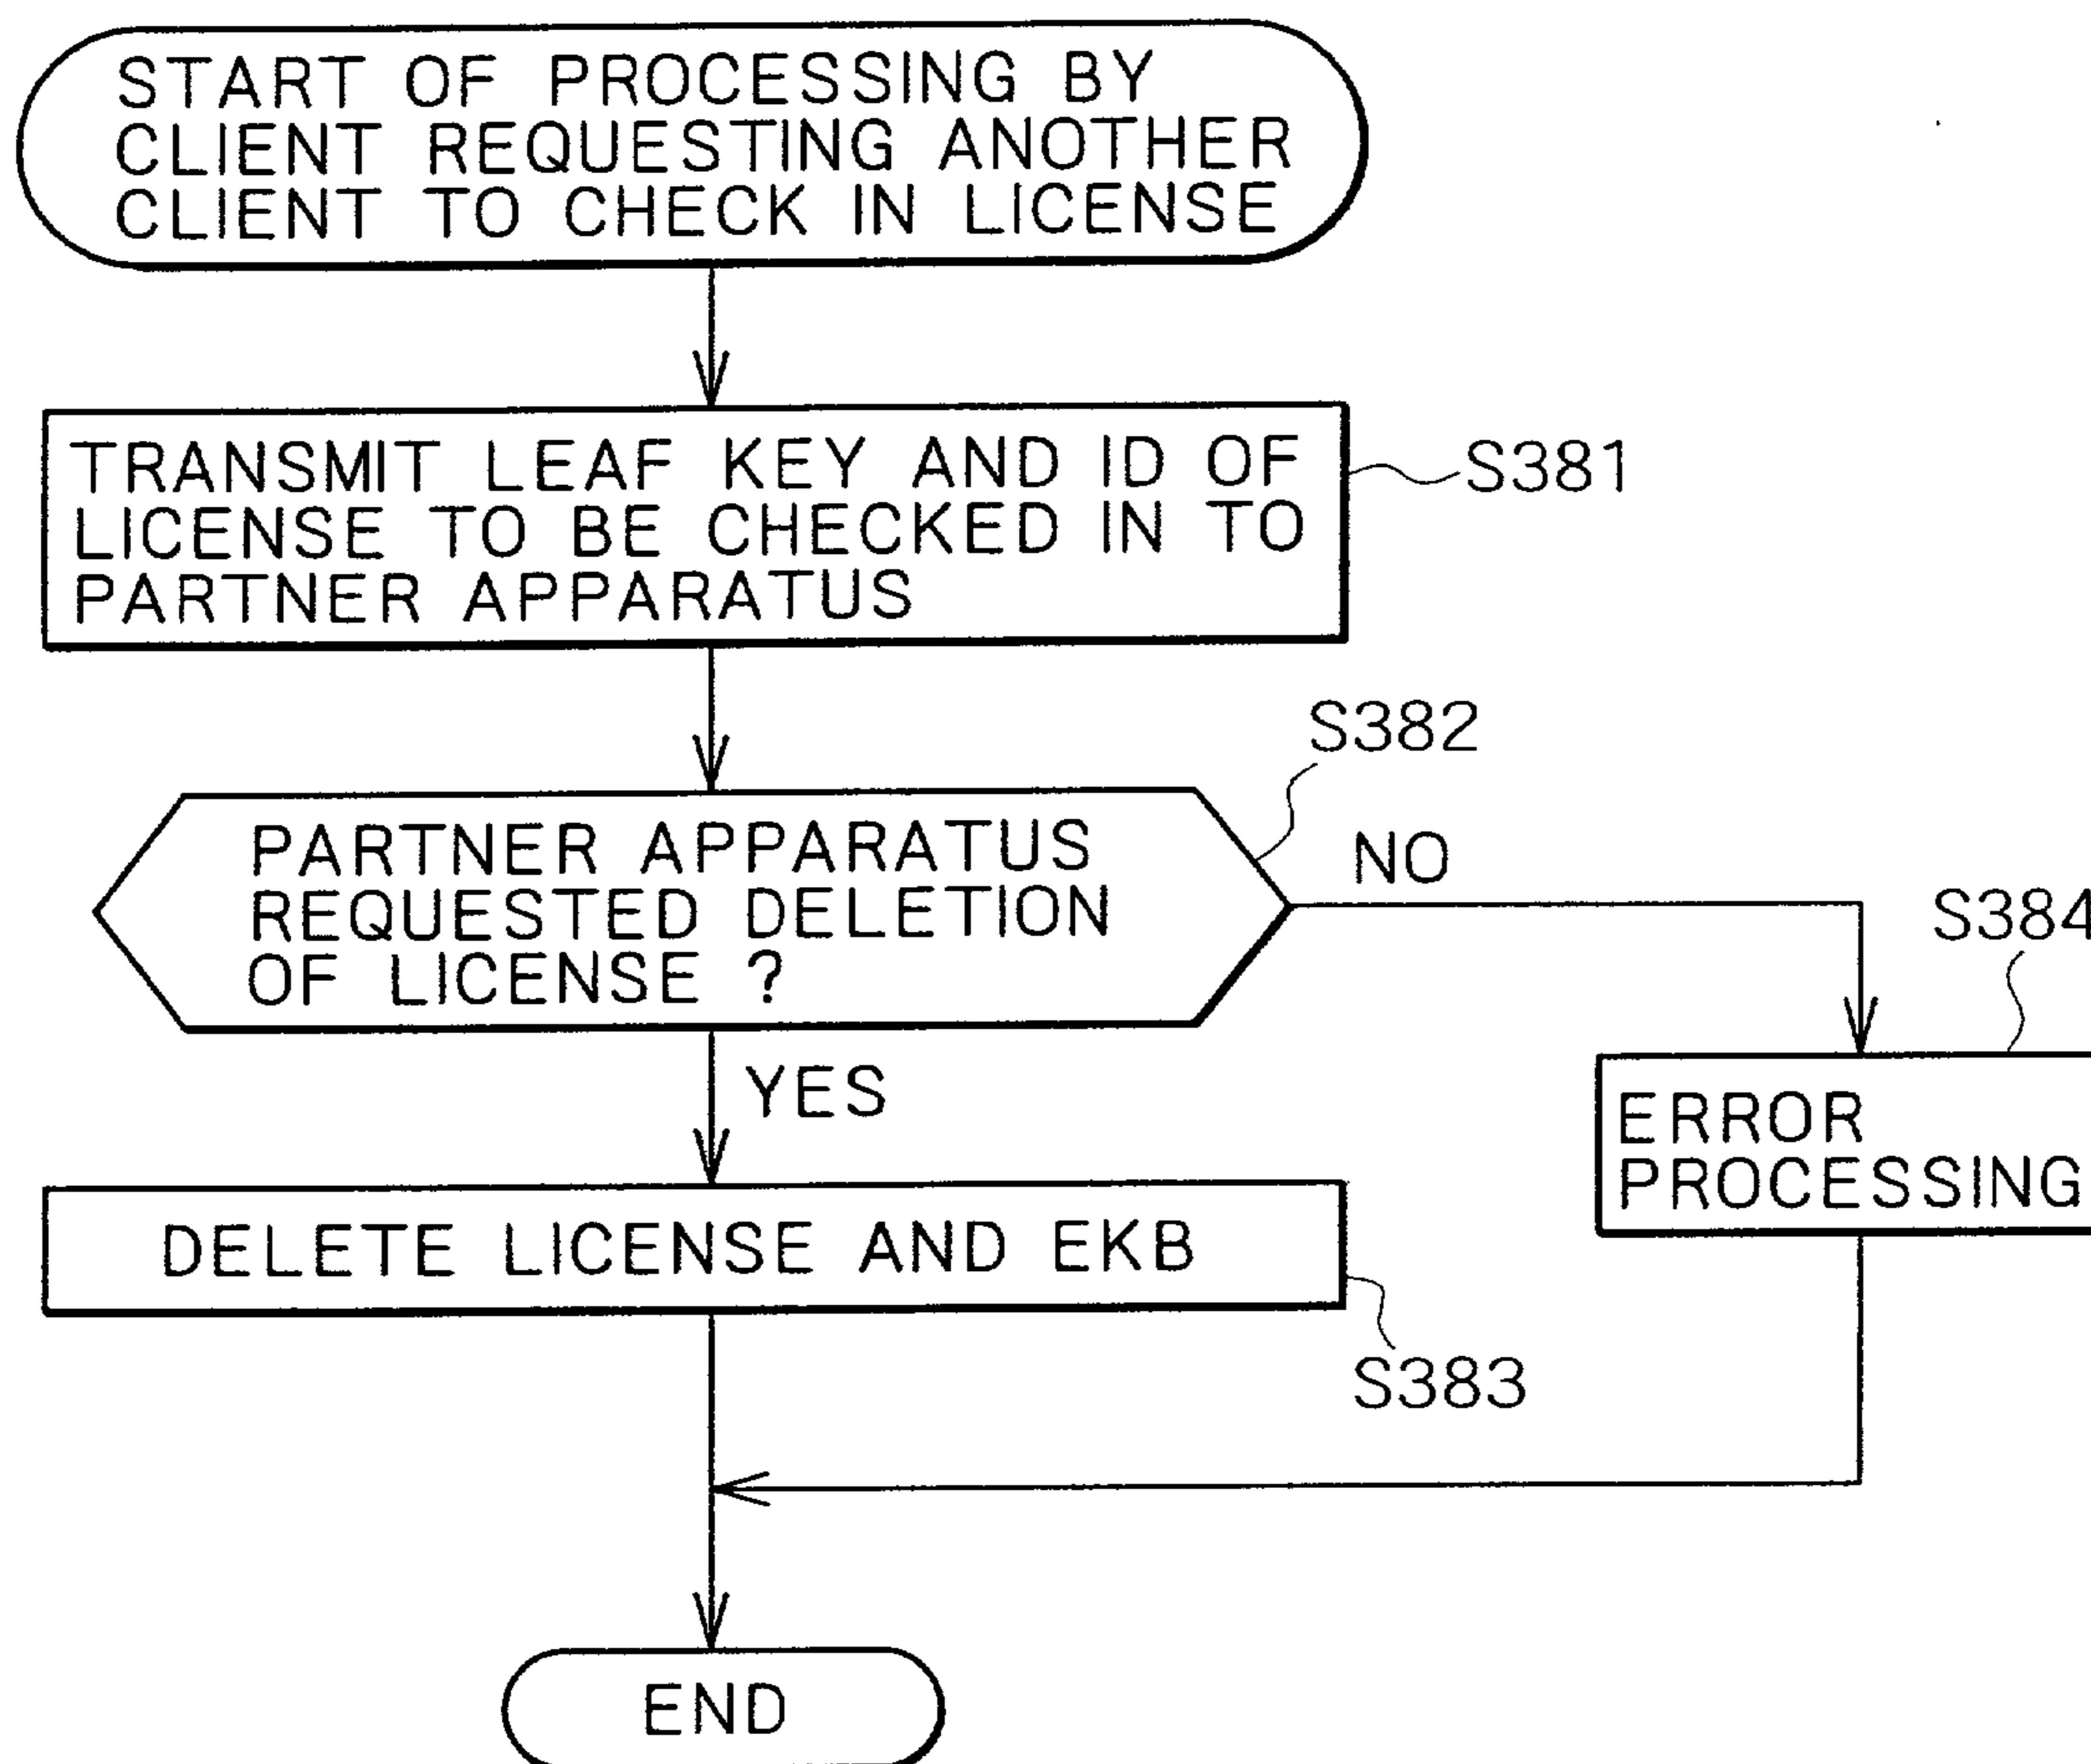 START OF PROCESSING BY
CLIENT REQUESTING ANOTHER
CLIENT TO CHECK IN LICENSE
TRANSMIT LEAF KEY AND ID OF
LICENSE TO BE CHECKED IN TO
PARTNER APPARATUS
S381
S382
PARTNER APPARATUS
REQUESTED DELETION
OF LICENSE ?
NO
S384
YES
ERROR
PROCESSING
DELETE LICENSE AND EKB
S383
END